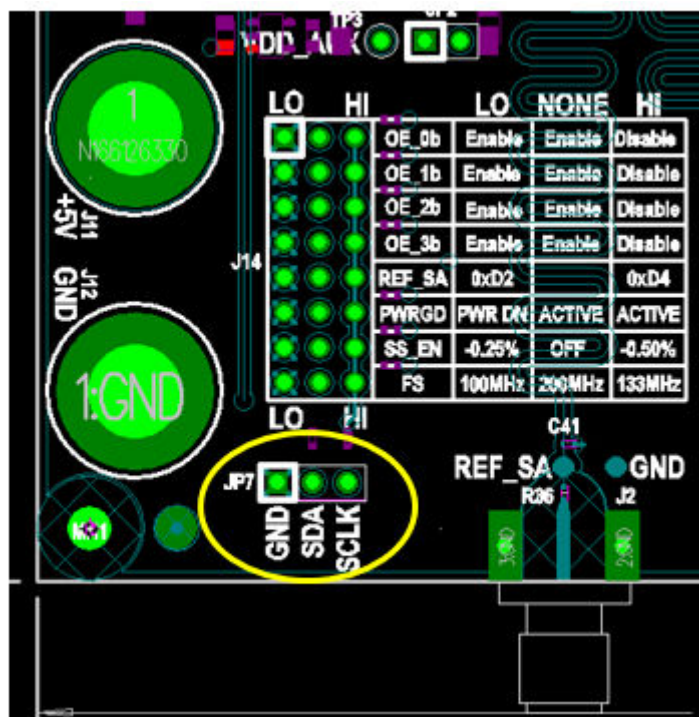 TP3
VDD_AUX
LO HI LO NONE HI
1
N166126330
J11
+5V
J12
GND
1:GND
J14
OE_0b Enable Enable Disable
OE_1b Enable Enable Disable
OE_2b Enable Enable Disable
OE_3b Enable Enable Disable
REF_SA 0xD2 0xD4
PWRGD PWR DN ACTIVE ACTIVE
SS_EN -0.25% OFF -0.50%
FS 100MHz 200MHz 133MHz
LO HI
C41
REF_SA GND
JP7
R36 J2
GND
SDA
SCLK